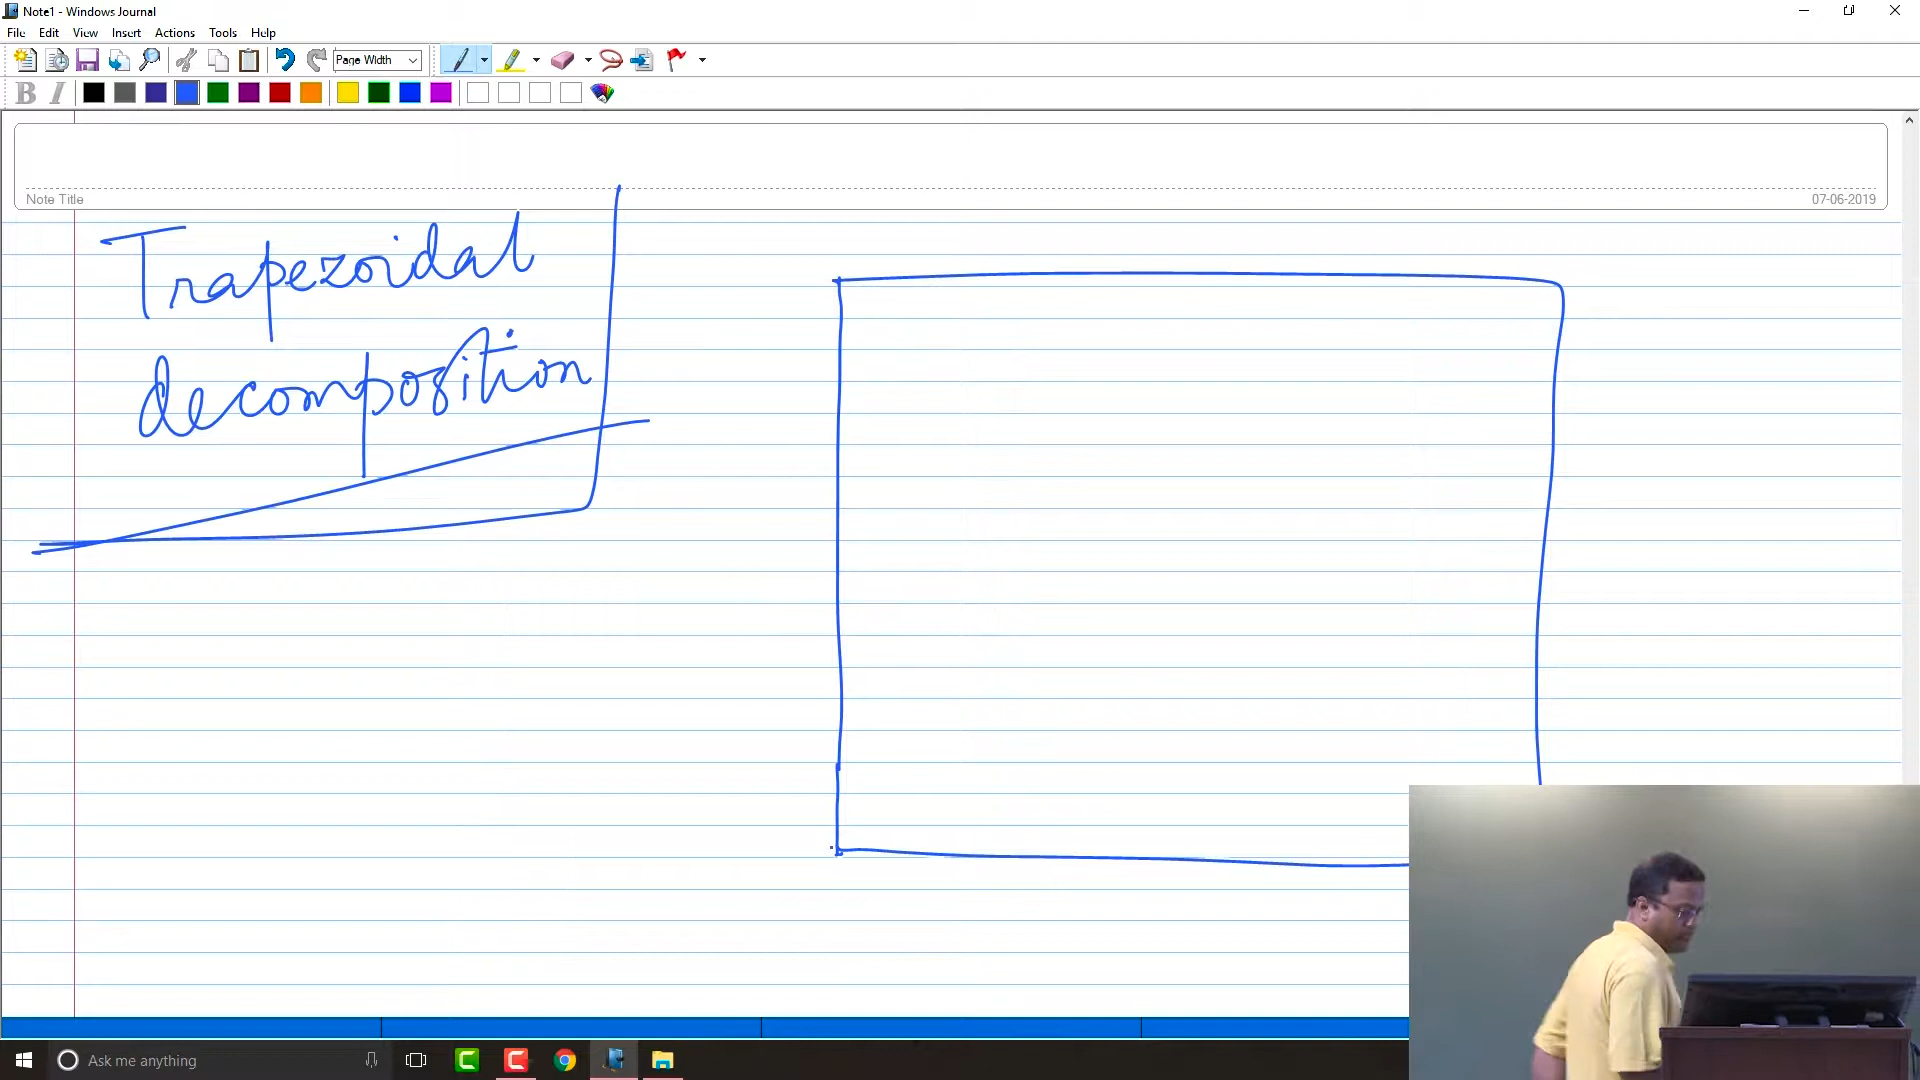 Note1 - Windows Journal
File Edit View Insert Actions Tools Help
Page Width
B I
Note Title
07-06-2019
Trapezoidal
decomposition
Ask me anything